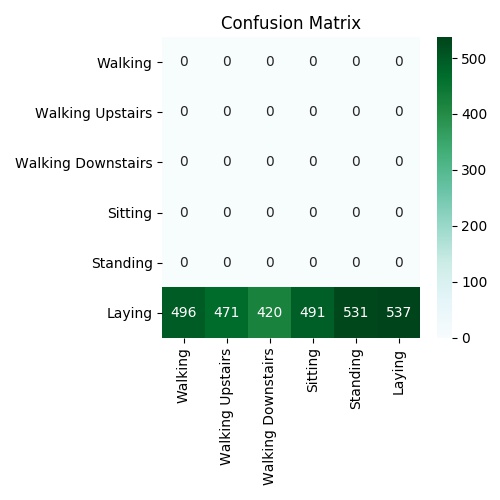 Confusion Matrix
Walking 0 0 0 0 0 0
Walking Upstairs 0 0 0 0 0 0
Walking Downstairs 0 0 0 0 0 0
Sitting 0 0 0 0 0 0
Standing 0 0 0 0 0 0
Laying 496 471 420 491 531 537
Walking
Walking Upstairs
Walking Downstairs
Sitting
Standing
Laying
500
400
300
200
100
0